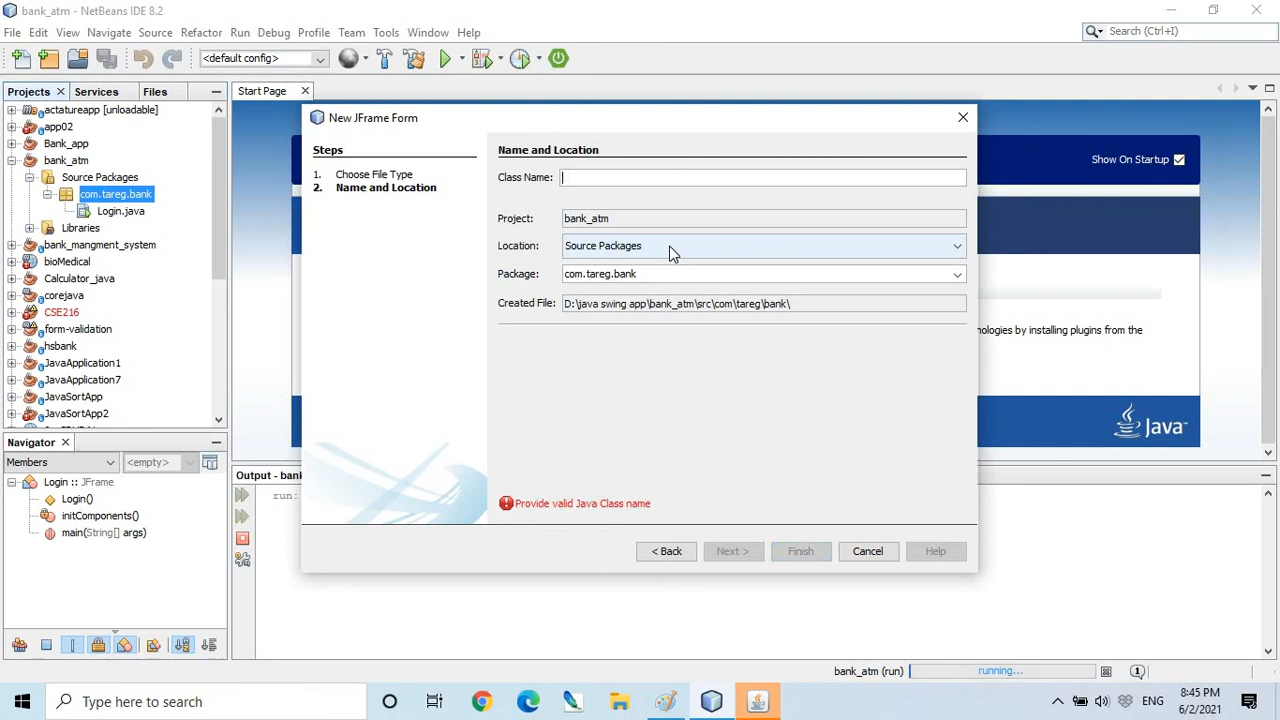 bank_atm - NetBeans IDE 8.2
File Edit View Navigate Source Refactor Run Debug Profile Team Tools Window Help
Search (Ctrl+I)
<default config>
Projects Services Files
Start Page
actatureapp [unloadable]
app02
Bank_app
bank_atm
Source Packages
com.tareg.bank
Login.java
Libraries
bank_mangment_system
bioMedical
Calculator_java
corejava
CSE216
form-validation
hsbank
JavaApplication1
JavaApplication7
JavaSortApp
JavaSortApp2
Show On Startup
nologies by installing plugins from the
Java
New JFrame Form
Steps
1. Choose File Type
2. Name and Location
Name and Location
Class Name:
Project: bank_atm
Location: Source Packages
Package: com.tareg.bank
Created File: D:\java swing app\bank_atm\src\com\tareg\bank\
Provide valid Java Class name
< Back Next > Finish Cancel Help
Navigator
Members <empty>
Login :: JFrame
Login()
initComponents()
main(String[] args)
Output - bank
run:
bank_atm (run) running...
1
Type here to search
ENG
8:45 PM
6/2/2021